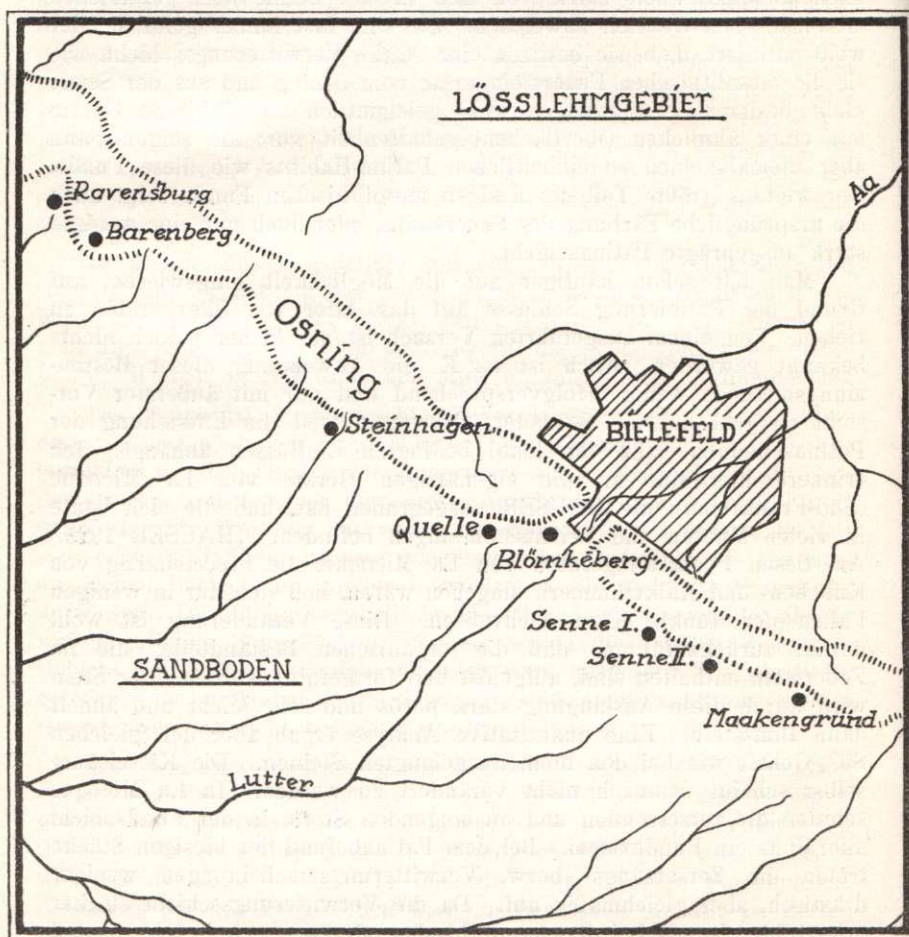 LÖSSLEHMGEBIET
Aa
Ravensburg
Barenberg
Osning
Steinhagen
BIELEFELD
Quelle
Blömkeberg
Senne I
Senne II
SANDBODEN
Maakengrund
Lutter